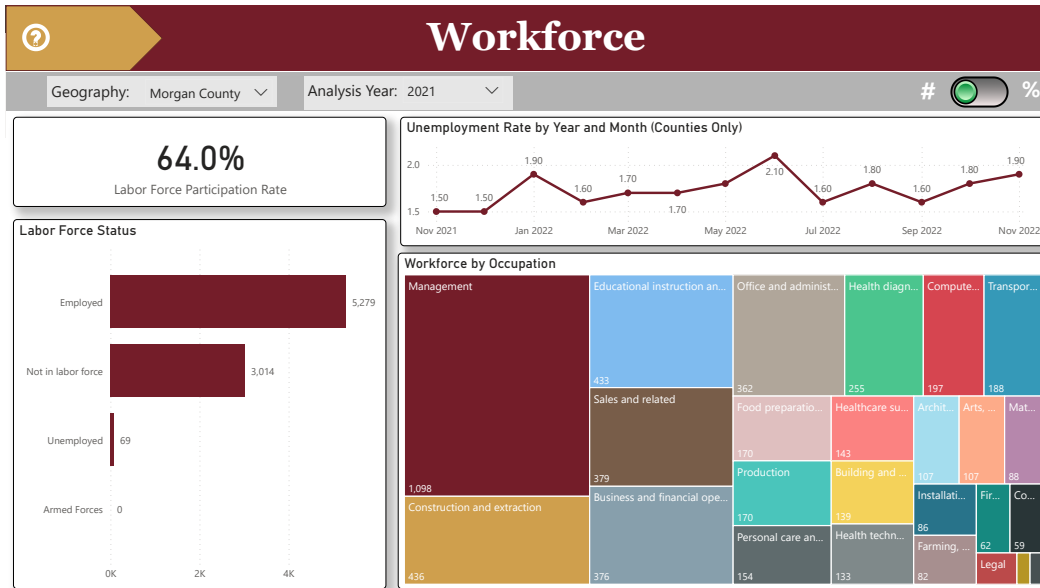 Workforce
Geography: Morgan County
Analysis Year: 2021
# %
64.0%
Labor Force Participation Rate
Unemployment Rate by Year and Month (Counties Only)
2.0
1.5
1.50
1.50
1.90
1.60
1.70
1.70
2.10
1.60
1.80
1.60
1.80
1.90
Nov 2021 Jan 2022 Mar 2022 May 2022 Jul 2022 Sep 2022 Nov 2022
Labor Force Status
Employed 5,279
Not in labor force 3,014
Unemployed 69
Armed Forces 0
0K 2K 4K
Workforce by Occupation
Management
1,098
Construction and extraction
436
Educational instruction an...
433
Sales and related
379
Business and financial ope...
376
Office and administ...
362
Health diagn...
255
Compute...
197
Transpor...
188
Food preparatio...
170
Production
170
Personal care an...
154
Healthcare su...
143
Building and ...
139
Health techn...
133
Archit...
107
Arts, ...
107
Mat...
88
Installati...
86
Farming, ...
82
Fir...
62
Co...
59
Legal